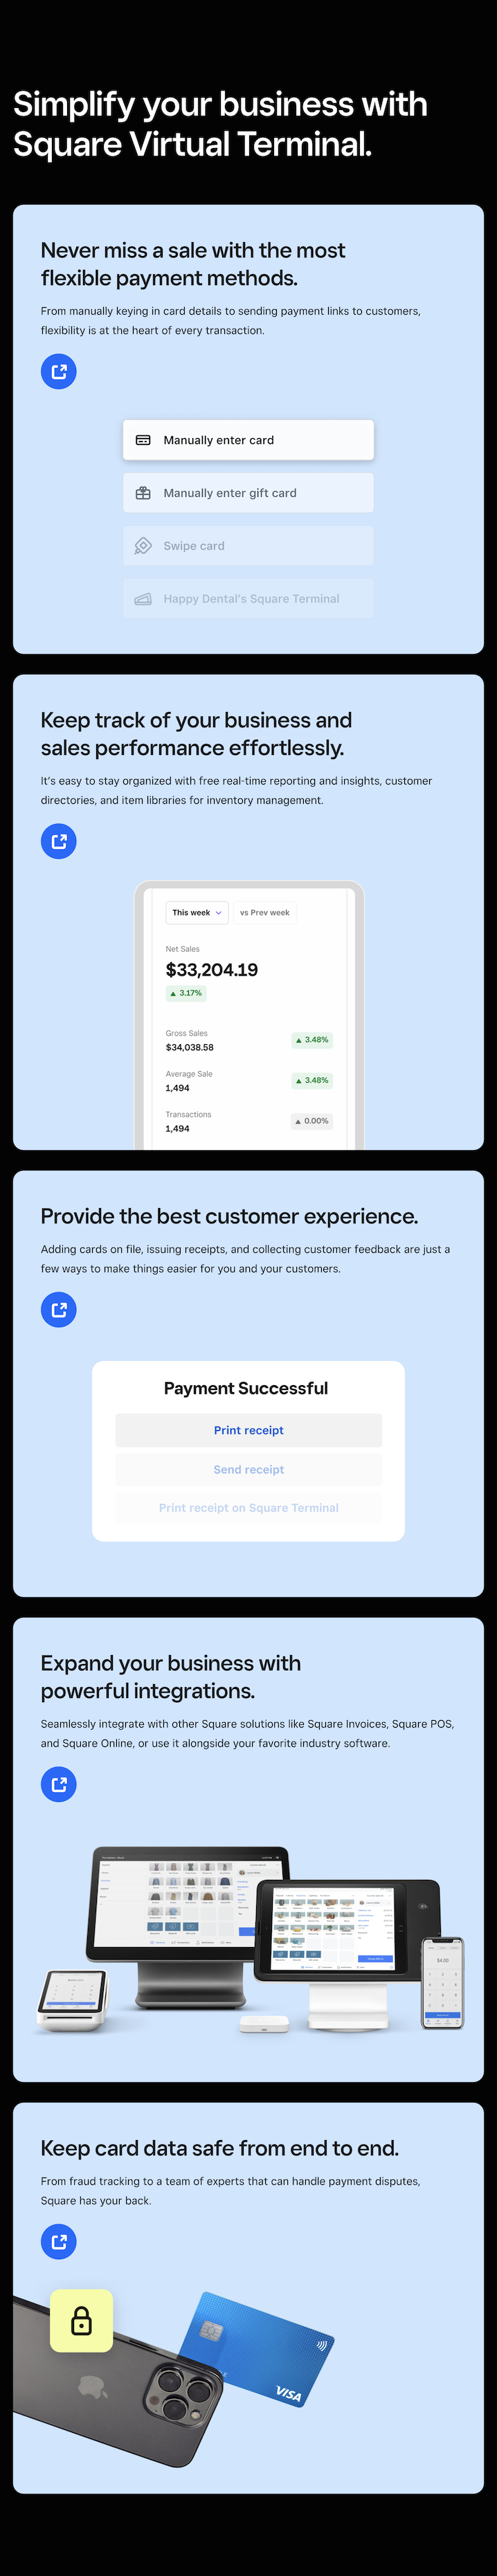 Simplify your business with
Square Virtual Terminal.
Never miss a sale with the most
flexible payment methods.
From manually keying in card details to sending payment links to customers,
flexibility is at the heart of every transaction.
Manually enter card
Manually enter gift card
Swipe card
Happy Dental's Square Terminal
Keep track of your business and
sales performance effortlessly.
It's easy to stay organized with free real-time reporting and insights, customer
directories, and item libraries for inventory management.
This week
vs Prev week
Net Sales
$33,204.19
▲ 3.17%
Gross Sales
$34,038.58
▲ 3.48%
Average Sale
1,494
▲ 3.48%
Transactions
1,494
▲ 0.00%
Provide the best customer experience.
Adding cards on file, issuing receipts, and collecting customer feedback are just a
few ways to make things easier for you and your customers.
Payment Successful
Print receipt
Send receipt
Print receipt on Square Terminal
Expand your business with
powerful integrations.
Seamlessly integrate with other Square solutions like Square Invoices, Square POS,
and Square Online, or use it alongside your favorite industry software.
$4.00
Keep card data safe from end to end.
From fraud tracking to a team of experts that can handle payment disputes,
Square has your back.
VISA